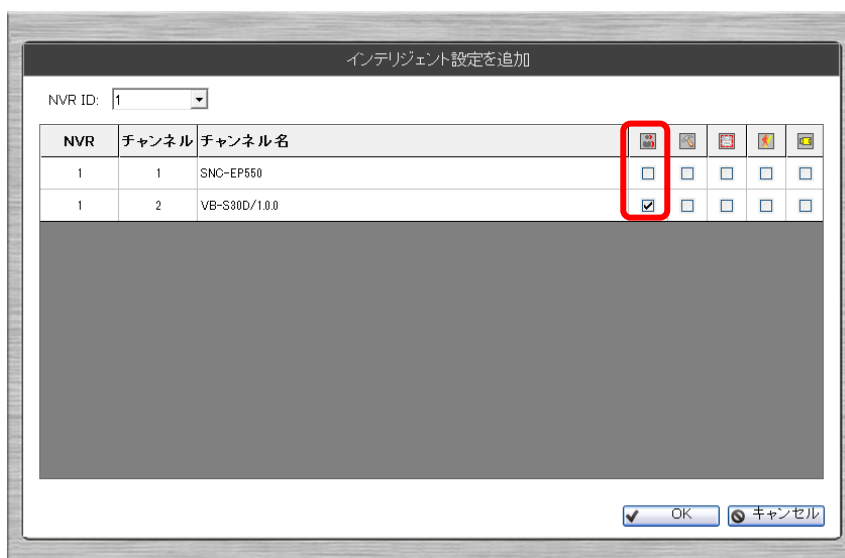 インテリジェント設定を追加
NVR ID: 1
NVR チャンネル チャンネル名
1 1 SNC-EP550
1 2 VB-S30D/1.0.0
OK キャンセル